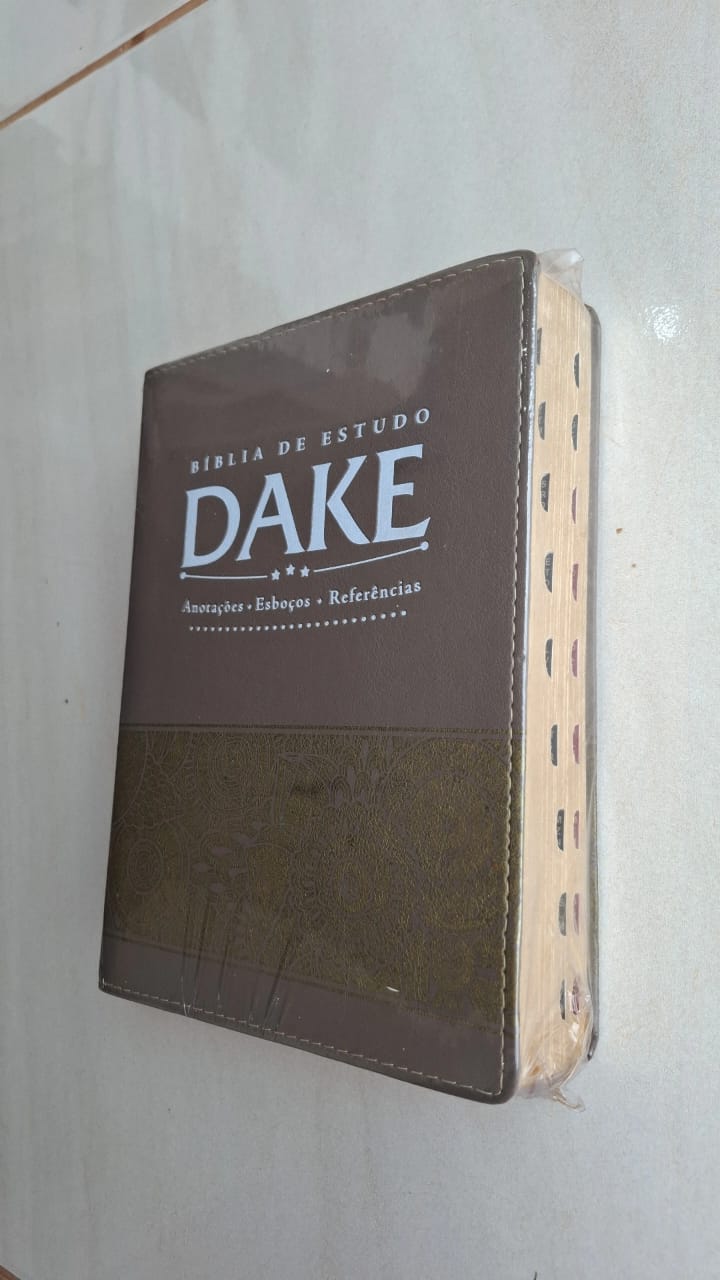 BÍBLIA DE ESTUDO
DAKE
Anotações • Esboços • Referências